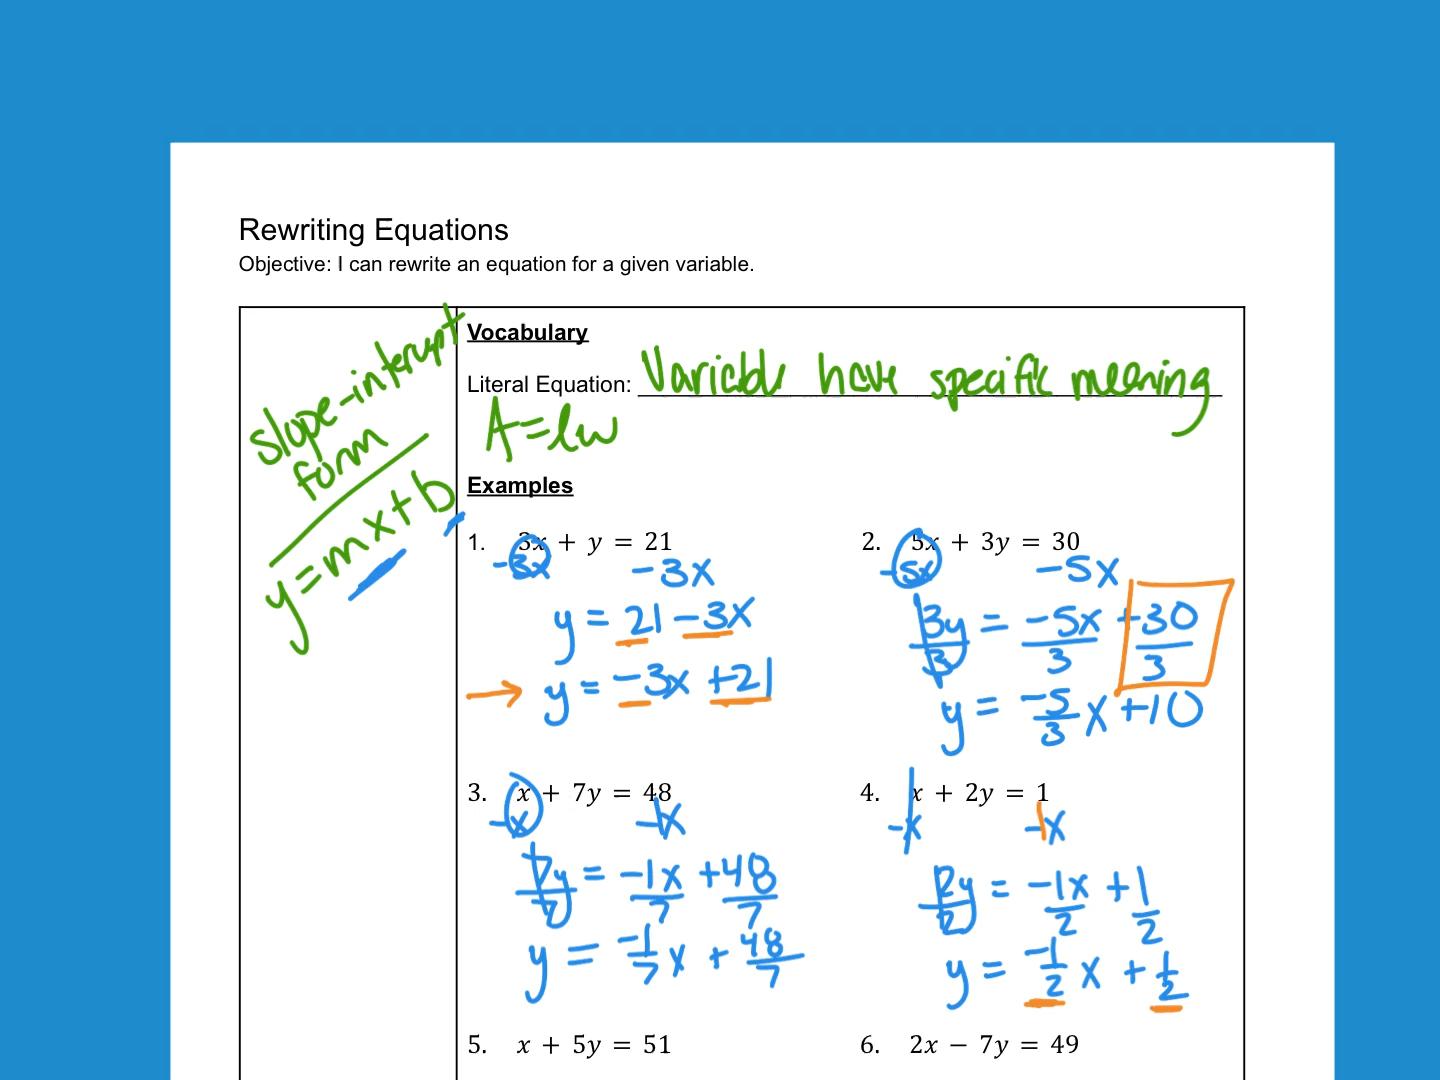 Rewriting Equations
Objective: I can rewrite an equation for a given variable.
slope-intercept
form
y=mx+b
Vocabulary
Literal Equation: Variable have specific meaning
A=lw
Examples
1. 3x + y = 21
-3x -3x
y = 21 -3x
→ y = -3x +21
2. 5x + 3y = 30
-5x -5x
3y/3 = -5x/3 +30/3
y = -5/3 x +10
3. x + 7y = 48
-x -1x
7y/7 = -1x/7 +48/7
y = -1/7 x + 48/7
4. x + 2y = 1
-x -1x
2y/2 = -1x/2 +1/2
y = -1/2 x + 1/2
5. x + 5y = 51
6. 2x − 7y = 49